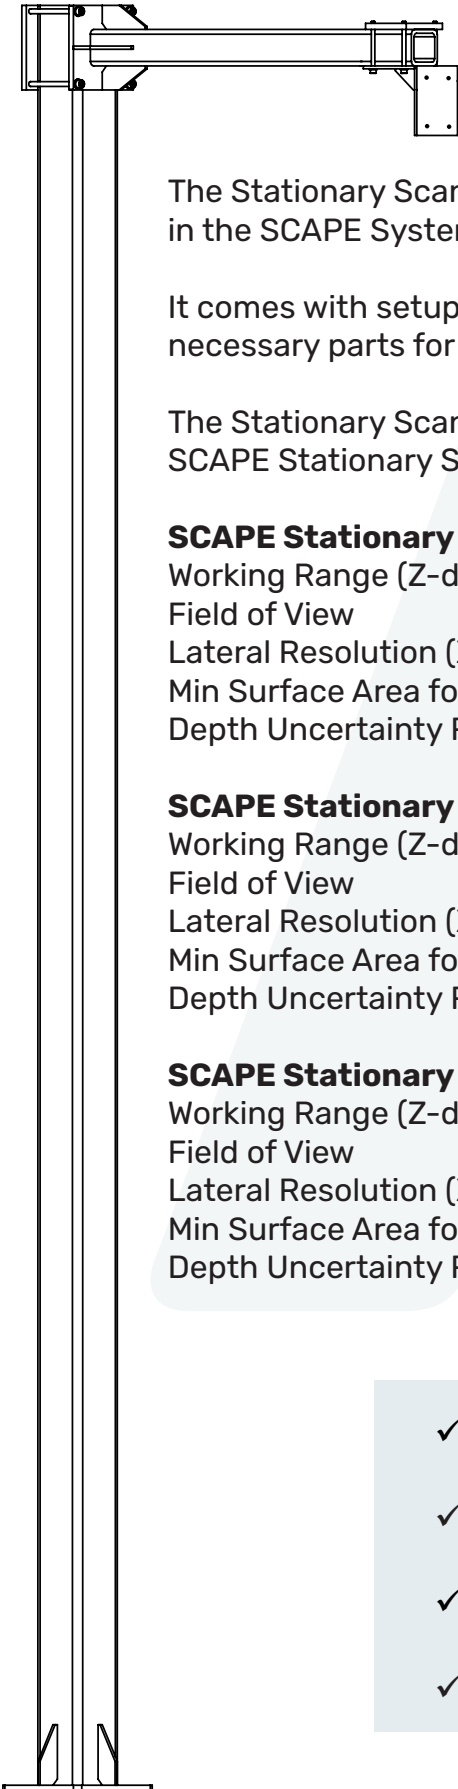 The Stationary Scan
in the SCAPE System
It comes with setup
necessary parts for
The Stationary Scan
SCAPE Stationary S
SCAPE Stationary
Working Range (Z-d
Field of View
Lateral Resolution (
Min Surface Area fo
Depth Uncertainty
SCAPE Stationary
Working Range (Z-d
Field of View
Lateral Resolution (
Min Surface Area fo
Depth Uncertainty
SCAPE Stationary
Working Range (Z-d
Field of View
Lateral Resolution (
Min Surface Area fo
Depth Uncertainty
✓
✓
✓
✓